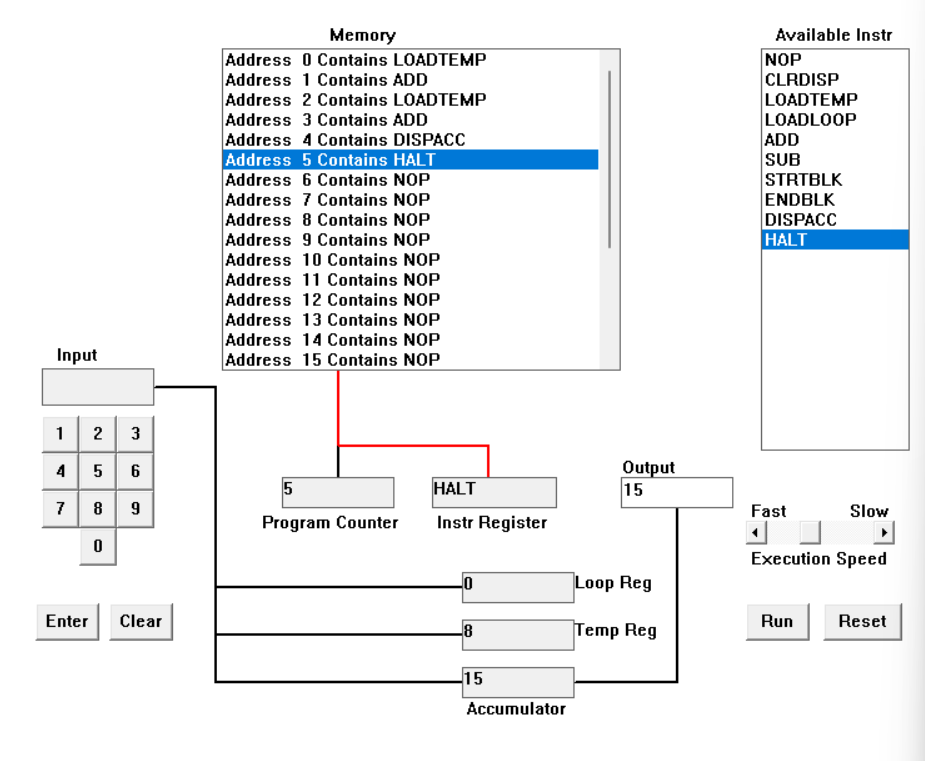 Memory
Address 0 Contains LOADTEMP
Address 1 Contains ADD
Address 2 Contains LOADTEMP
Address 3 Contains ADD
Address 4 Contains DISPACC
Address 5 Contains HALT
Address 6 Contains NOP
Address 7 Contains NOP
Address 8 Contains NOP
Address 9 Contains NOP
Address 10 Contains NOP
Address 11 Contains NOP
Address 12 Contains NOP
Address 13 Contains NOP
Address 14 Contains NOP
Address 15 Contains NOP
Available Instr
NOP
CLRDISP
LOADTEMP
LOADLOOP
ADD
SUB
STRTBLK
ENDBLK
DISPACC
HALT
Input
1 2 3
4 5 6
7 8 9
0
Enter Clear
5
Program Counter
HALT
Instr Register
Output
15
Fast Slow
Execution Speed
Run Reset
0 Loop Reg
8 Temp Reg
15
Accumulator